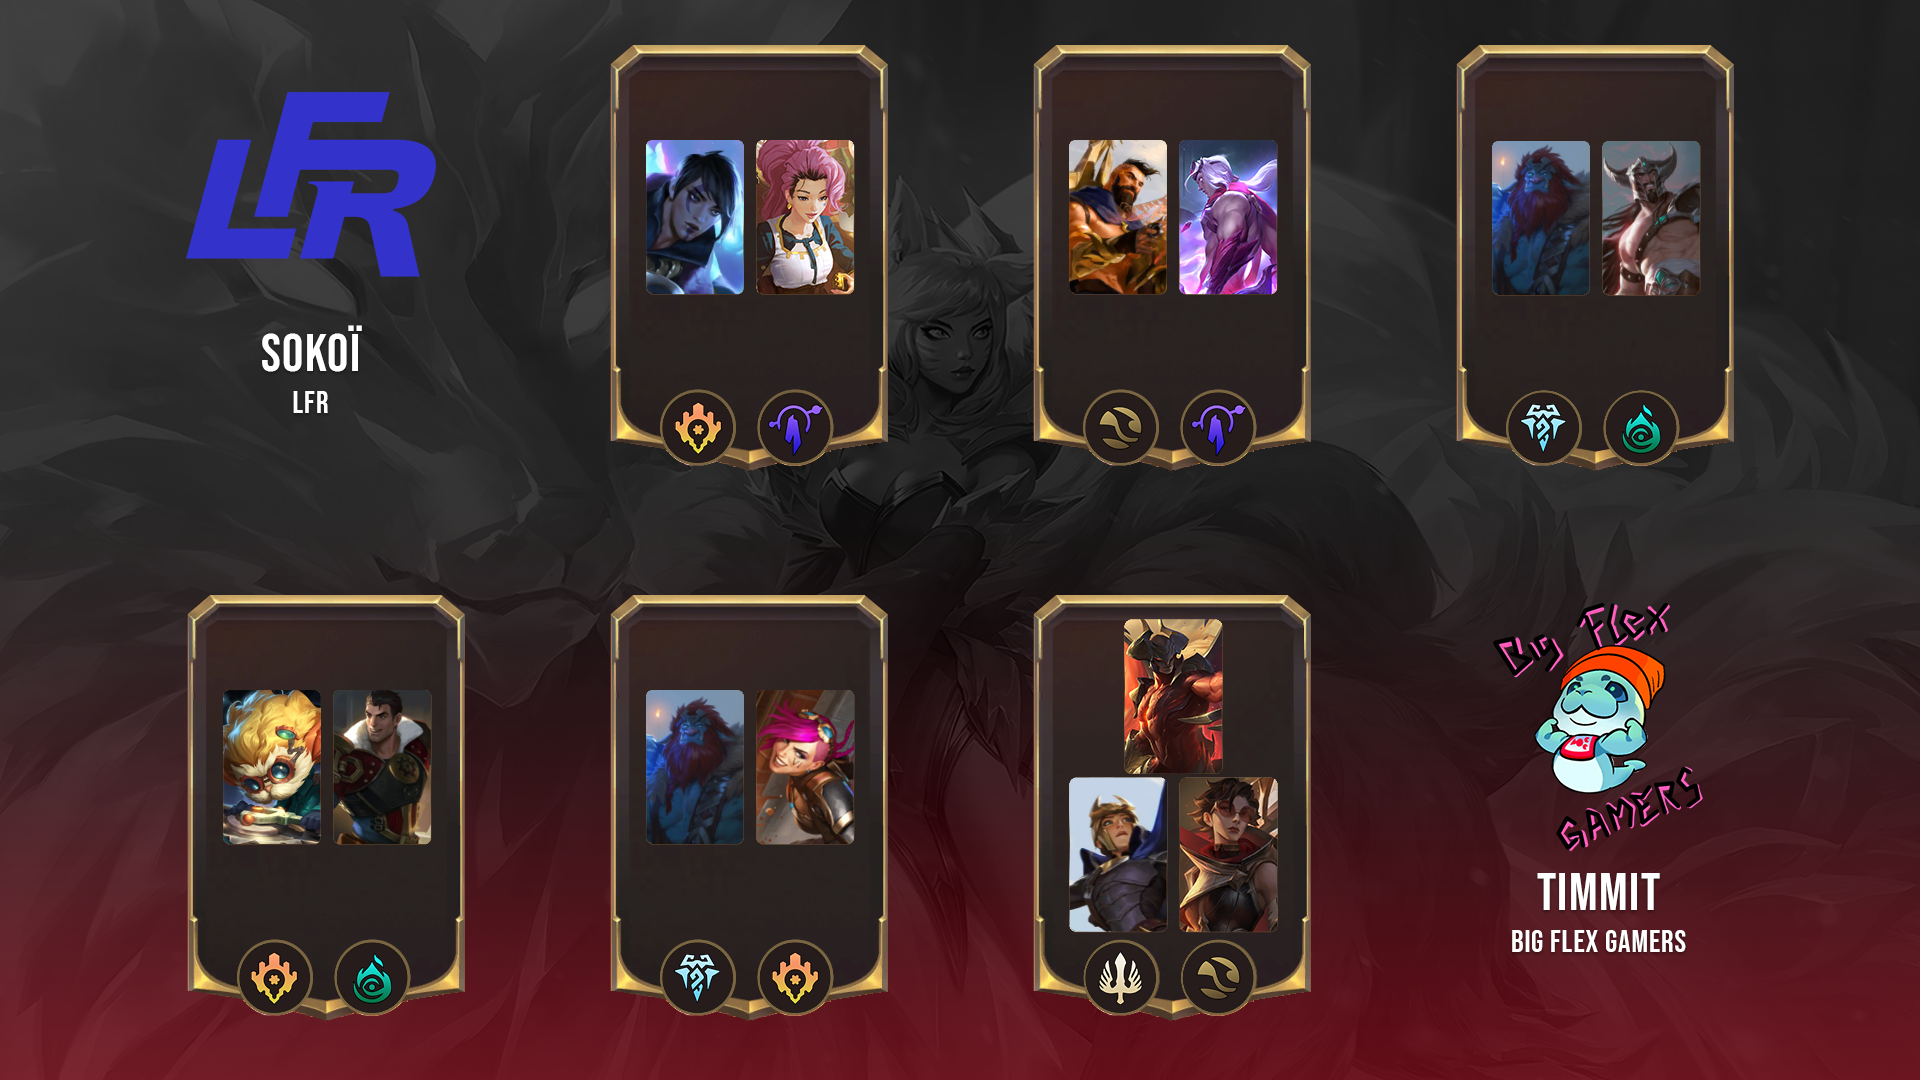 LFR
SOKOÏ
LFR
BIG FLEX
GAMERS
TIMMIT
BIG FLEX GAMERS